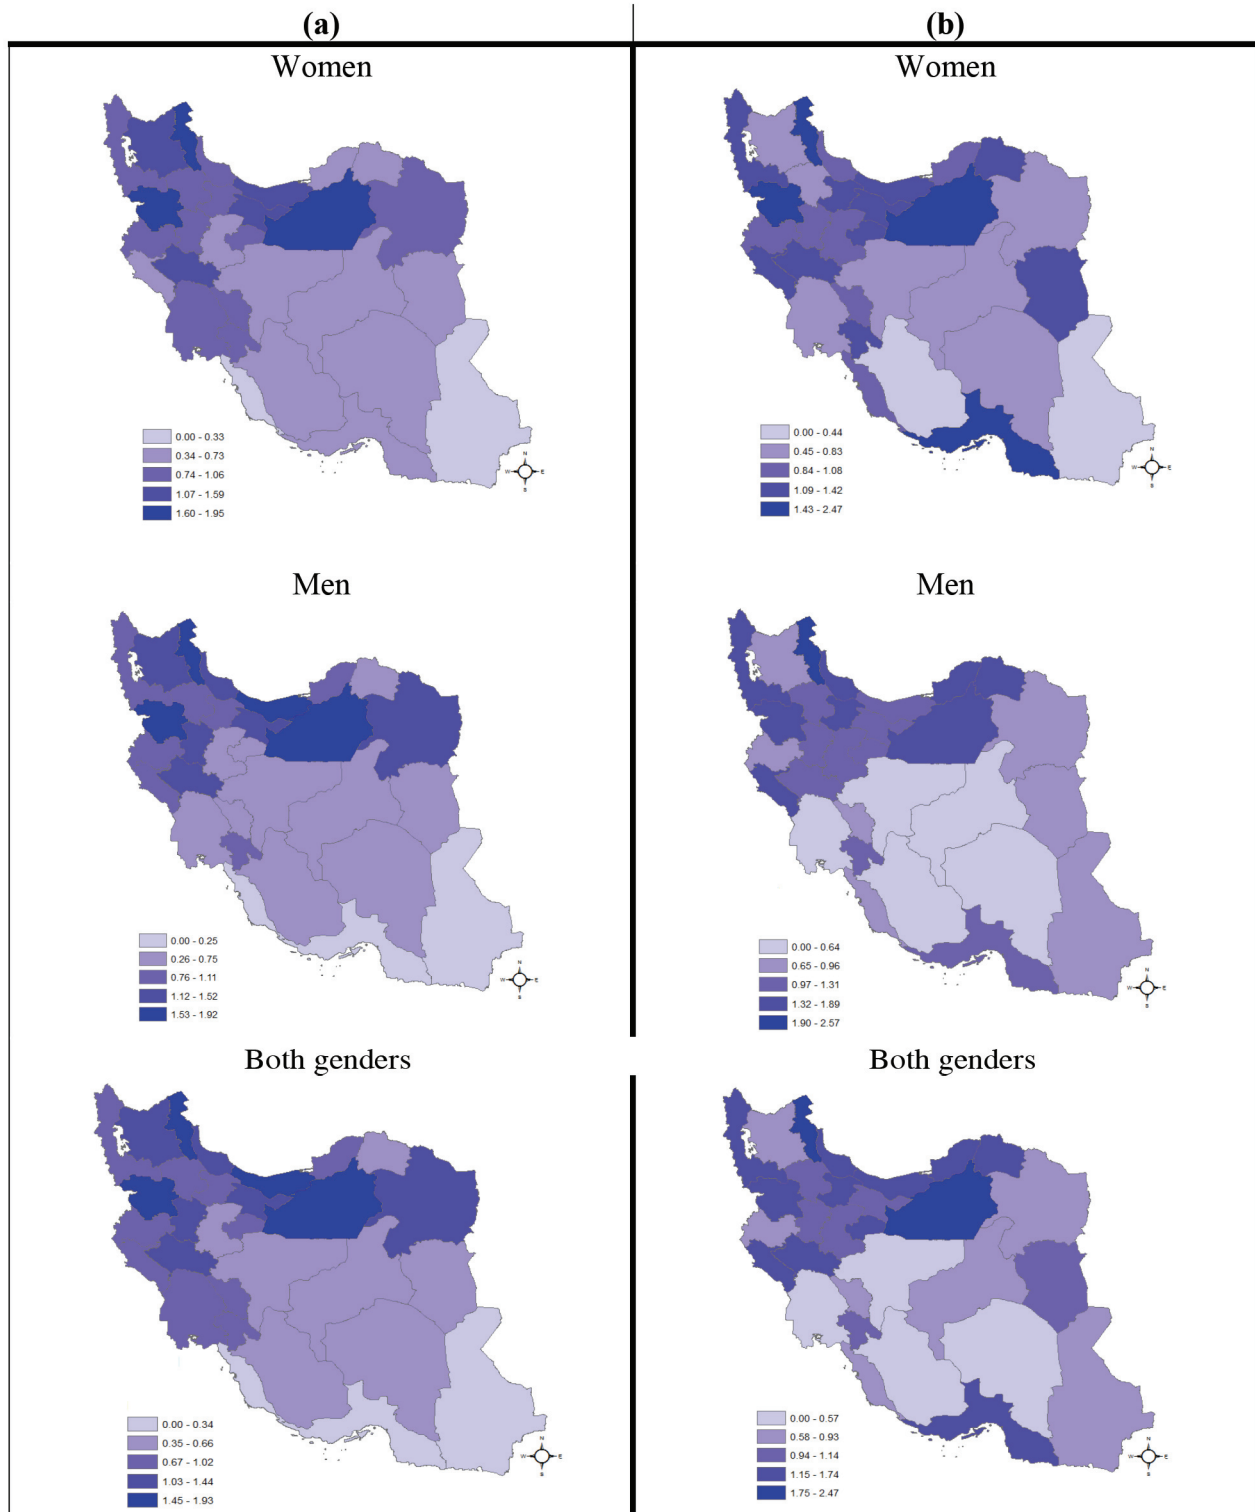 (a)
(b)
Women
Women
0.00 - 0.33
0.34 - 0.73
0.74 - 1.06
1.07 - 1.59
1.60 - 1.95
N
W
E
S
0.00 - 0.44
0.45 - 0.83
0.84 - 1.08
1.09 - 1.42
1.43 - 2.47
N
W
E
S
Men
Men
0.00 - 0.25
0.26 - 0.75
0.76 - 1.11
1.12 - 1.52
1.53 - 1.92
N
W
E
S
0.00 - 0.64
0.65 - 0.96
0.97 - 1.31
1.32 - 1.89
1.90 - 2.57
N
W
E
S
Both genders
Both genders
0.00 - 0.34
0.35 - 0.66
0.67 - 1.02
1.03 - 1.44
1.45 - 1.93
N
W
E
S
0.00 - 0.57
0.58 - 0.93
0.94 - 1.14
1.15 - 1.74
1.75 - 2.47
N
W
E
S